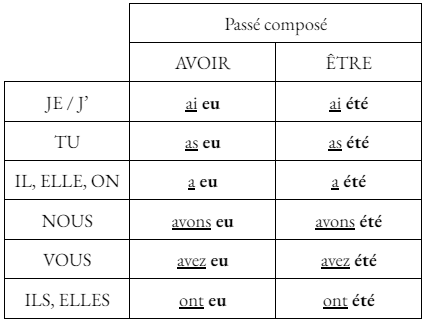 Passé composé
AVOIR ÊTRE
JE / J’ ai eu ai été
TU as eu as été
IL, ELLE, ON a eu a été
NOUS avons eu avons été
VOUS avez eu avez été
ILS, ELLES ont eu ont été